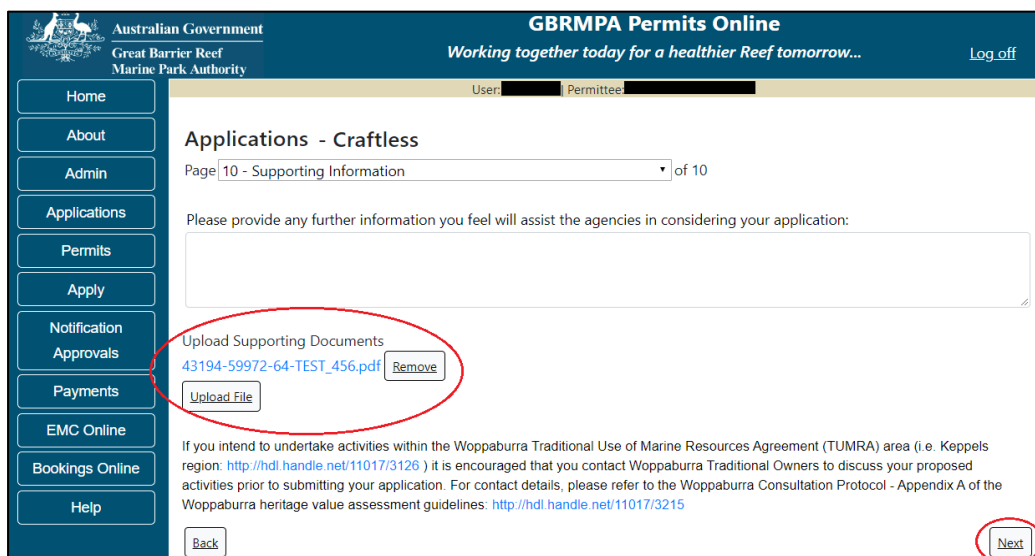 Australian Government
Great Barrier Reef
Marine Park Authority
GBRMPA Permits Online
Working together today for a healthier Reef tomorrow...
Log off
User: | Permittee:
Home
About
Admin
Applications
Permits
Apply
Notification
Approvals
Payments
EMC Online
Bookings Online
Help
Applications - Craftless
Page 10 - Supporting Information of 10
Please provide any further information you feel will assist the agencies in considering your application:
Upload Supporting Documents
43194-59972-64-TEST_456.pdf Remove
Upload File
If you intend to undertake activities within the Woppaburra Traditional Use of Marine Resources Agreement (TUMRA) area (i.e. Keppels
region: http://hdl.handle.net/11017/3126 ) it is encouraged that you contact Woppaburra Traditional Owners to discuss your proposed
activities prior to submitting your application. For contact details, please refer to the Woppaburra Consultation Protocol - Appendix A of the
Woppaburra heritage value assessment guidelines: http://hdl.handle.net/11017/3215
Back
Next